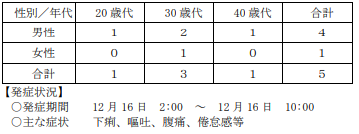 性別／年代 20歳代 30歳代 40歳代 合計
男性 1 2 1 4
女性 0 1 0 1
合計 1 3 1 5
【発症状況】
○発症期間 12月16日 2:00 ～ 12月16日 10:00
○主な症状 下痢、嘔吐、腹痛、倦怠感等